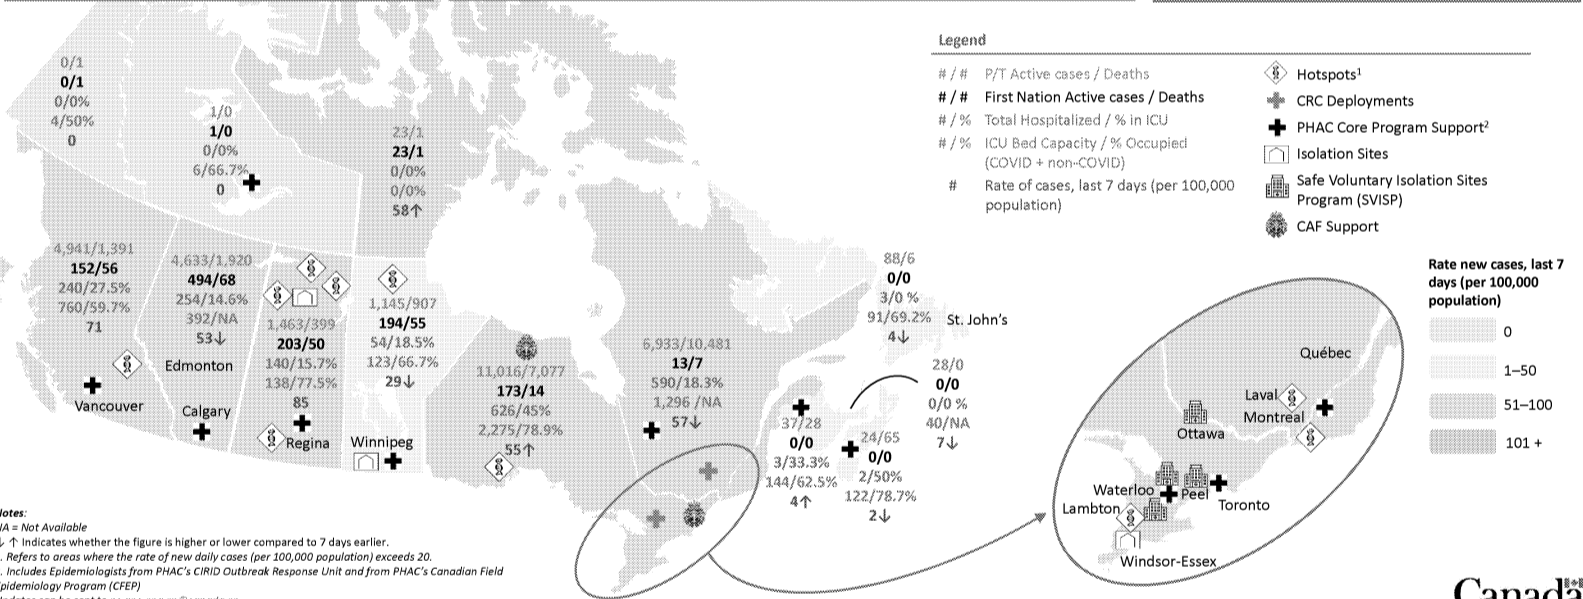 0/1
0/1
0/0%
4/50%
0
1/0
1/0
0/0%
6/66.7%
0
23/1
23/1
0/0%
0/0%
58↑
4,941/1,391
152/56
240/27.5%
760/59.7%
71
Vancouver
4,633/1,920
494/68
254/14.6%
392/NA
53↓
Edmonton
Calgary
1,463/399
203/50
140/15.7%
138/77.5%
85
Regina
1,145/907
194/55
54/18.5%
123/66.7%
29↓
Winnipeg
11,016/7,077
173/14
626/45%
2,275/78.9%
55↑
6,933/10,481
13/7
590/18.3%
1,296 /NA
57↓
37/28
0/0
3/33.3%
144/62.5%
4↑
24/65
0/0
2/50%
122/78.7%
2↓
88/6
0/0
3/0 %
91/69.2%
4↓
St. John's
28/0
0/0
0/0 %
40/NA
7↓
Legend
# / # P/T Active cases / Deaths
# / # First Nation Active cases / Deaths
# / % Total Hospitalized / % in ICU
# / % ICU Bed Capacity / % Occupied
(COVID + non-COVID)
# Rate of cases, last 7 days (per 100,000
population)
Hotspots¹
CRC Deployments
PHAC Core Program Support²
Isolation Sites
Safe Voluntary Isolation Sites
Program (SVISP)
CAF Support
Rate new cases, last 7
days (per 100,000
population)
0
1–50
51–100
101 +
Québec
Laval
Montreal
Ottawa
Waterloo
Peel
Toronto
Lambton
Windsor-Essex
Notes:
NA = Not Available
↓ ↑ Indicates whether the figure is higher or lower compared to 7 days earlier.
. Refers to areas where the rate of new daily cases (per 100,000 population) exceeds 20.
. Includes Epidemiologists from PHAC's CIRID Outbreak Response Unit and from PHAC's Canadian Field
Epidemiology Program (CFEP)
Canada